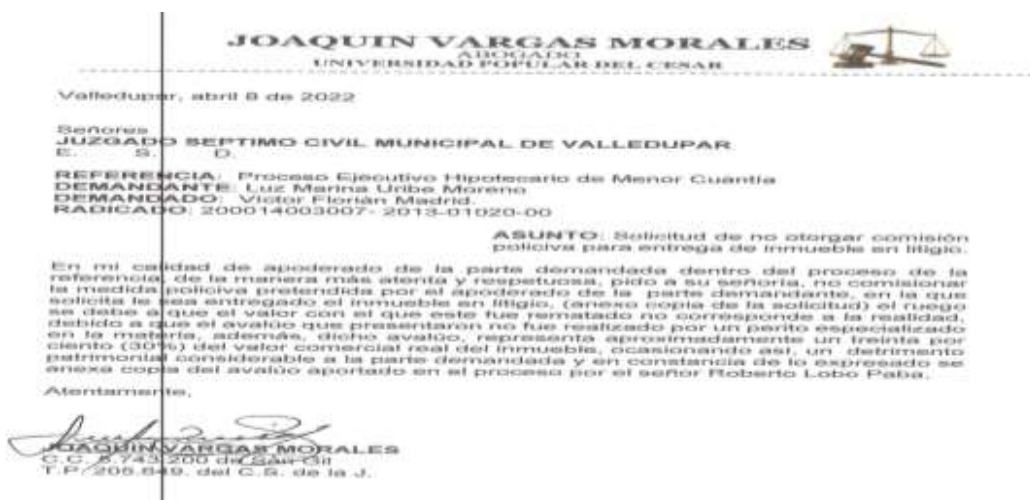 JOAQUIN VARGAS MORALES
ABOGADO
UNIVERSIDAD POPULAR DEL CESAR
Valledupar, abril 8 de 2022
Señores
JUZGADO SEPTIMO CIVIL MUNICIPAL DE VALLEDUPAR
E. S. D.
REFERENCIA: Proceso Ejecutivo Hipotecario de Menor Cuantía
DEMANDANTE: Luz Marina Uribe Moreno
DEMANDADO: Victor Florián Madrid.
RADICADO: 200014003007- 2013-01020-00
ASUNTO: Solicitud de no otorgar comisión
policiva para entrega de inmueble en litigio.
En mi calidad de apoderado de la parte demandada dentro del proceso de la
referencia, de la manera más atenta y respetuosa, pido a su señoría, no comisionar
la medida policiva pretendida por el apoderado de la parte demandante, en la que
solicita le sea entregado el inmueble en litigio, (anexo copia de la solicitud) el ruego
se debe a que el valor con el que este fue rematado no corresponde a la realidad,
debido a que el avalúo que presentaron no fue realizado por un perito especializado
en la materia, además, dicho avalúo, representa aproximadamente un treinta por
ciento (30%) del valor comercial real del inmueble, ocasionando así, un detrimento
patrimonial considerable a la parte demandada y en constancia de lo expresado se
anexa copia del avalúo aportado en el proceso por el señor Roberto Lobo Paba.
Atentamente,
JOAQUIN VARGAS MORALES
C.C. 5.743.200 de San Gil
T.P. 205.649. del C.S. de la J.